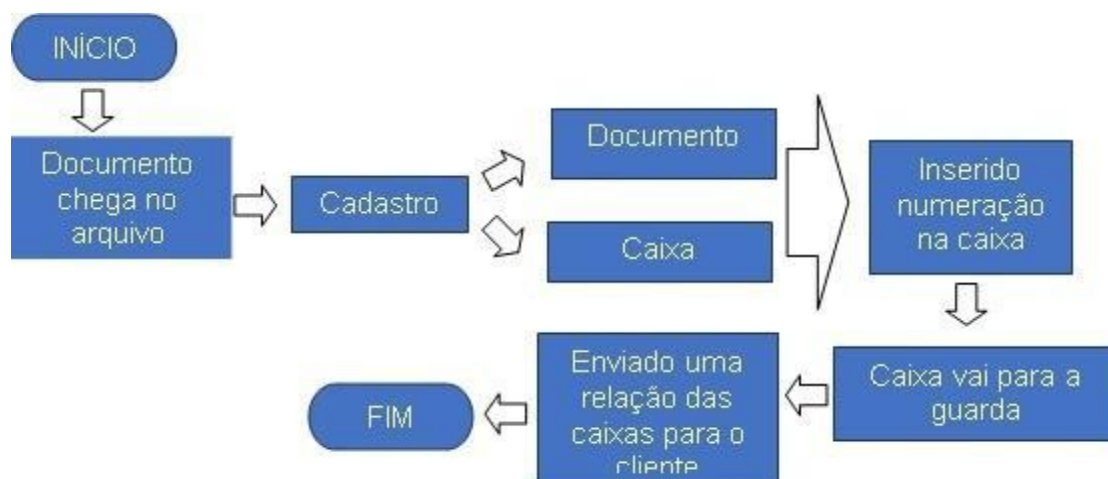 INÍCIO
Documento
chega no
arquivo
Cadastro
Documento
Caixa
Inserido
numeração
na caixa
Caixa vai para a
guarda
Enviado uma
relação das
caixas para o
cliente
FIM